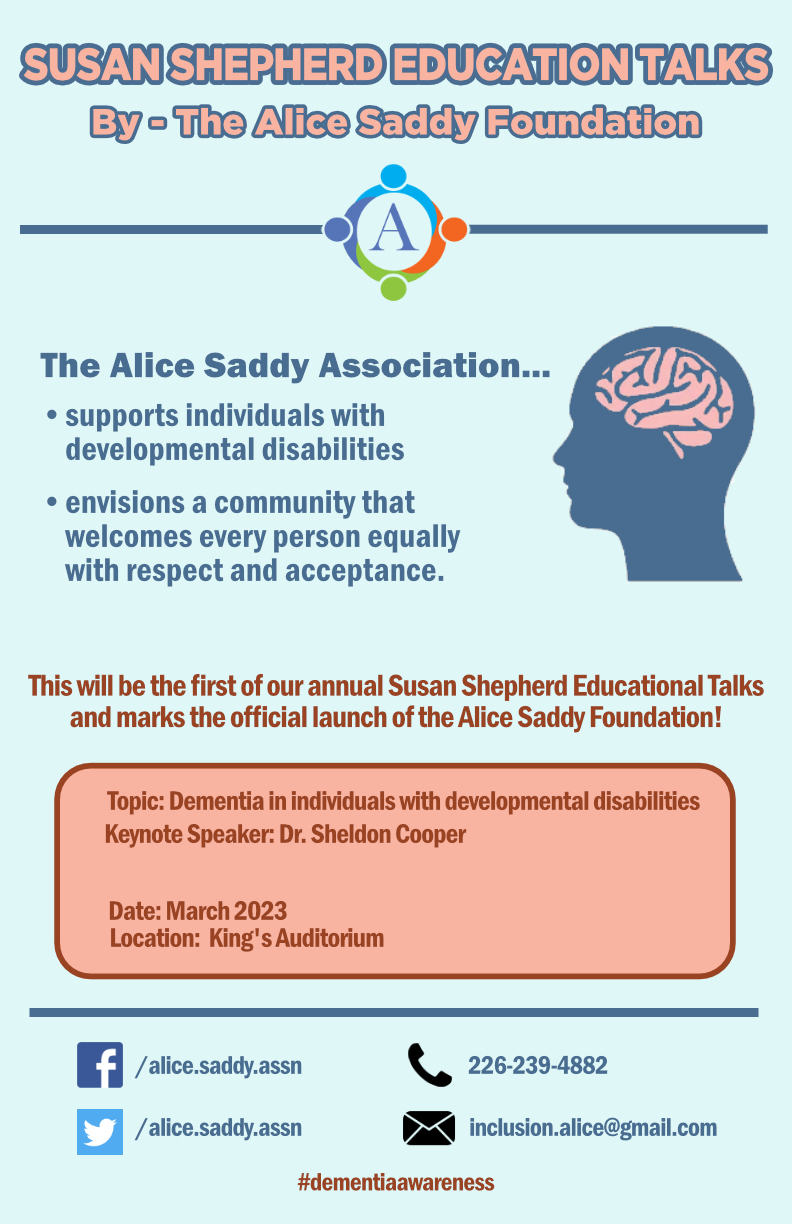 SUSAN SHEPHERD EDUCATION TALKS
By - The Alice Saddy Foundation
A
The Alice Saddy Association...
• supports individuals with
developmental disabilities
• envisions a community that
welcomes every person equally
with respect and acceptance.
This will be the first of our annual Susan Shepherd Educational Talks
and marks the official launch of the Alice Saddy Foundation!
Topic: Dementia in individuals with developmental disabilities
Keynote Speaker: Dr. Sheldon Cooper
Date: March 2023
Location: King's Auditorium
/alice.saddy.assn
226-239-4882
/alice.saddy.assn
inclusion.alice@gmail.com
#dementiaawareness